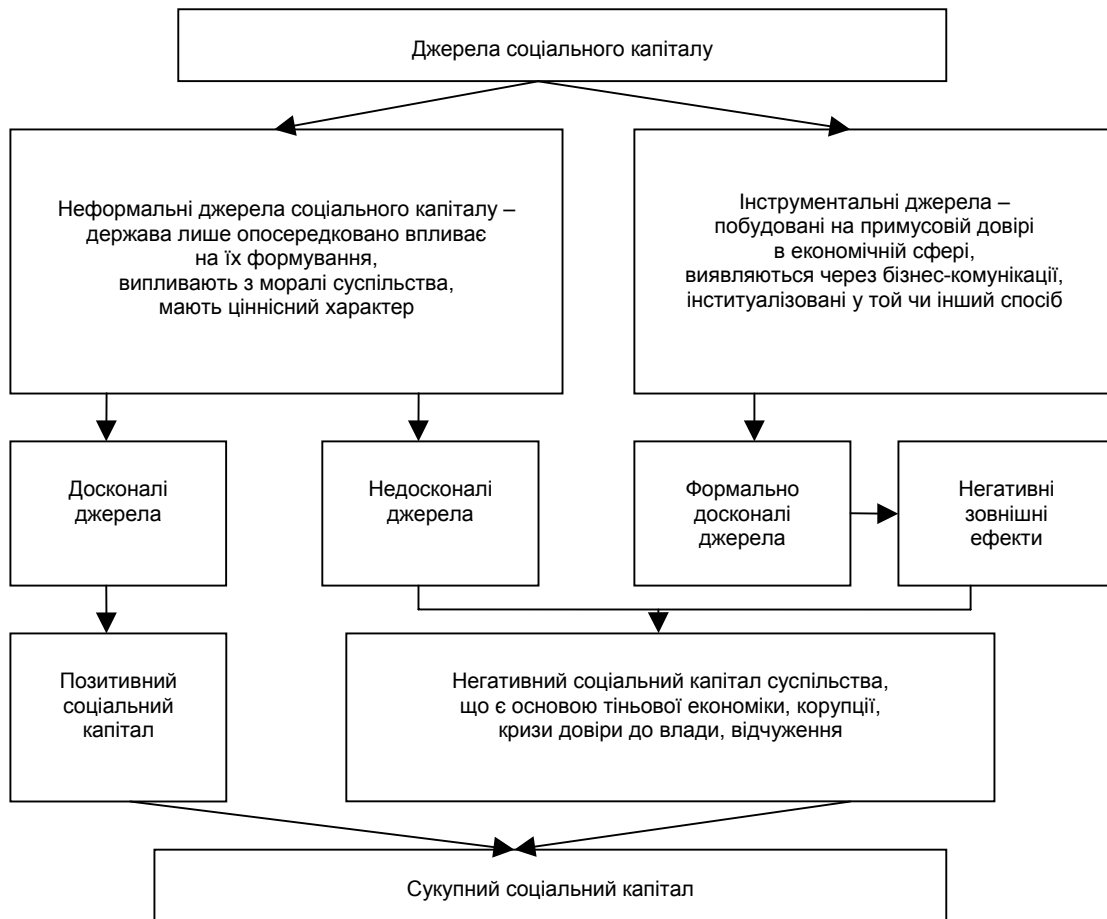 Джерела соціального капіталу
Неформальні джерела соціального капіталу –
держава лише опосередковано впливає
на їх формування,
випливають з моралі суспільства,
мають ціннісний характер
Інструментальні джерела –
побудовані на примусовій довірі
в економічній сфері,
виявляються через бізнес-комунікації,
інституалізовані у той чи інший спосіб
Досконалі
джерела
Недосконалі
джерела
Формально
досконалі
джерела
Негативні
зовнішні
ефекти
Позитивний
соціальний
капітал
Негативний соціальний капітал суспільства,
що є основою тіньової економіки, корупції,
кризи довіри до влади, відчуження
Сукупний соціальний капітал